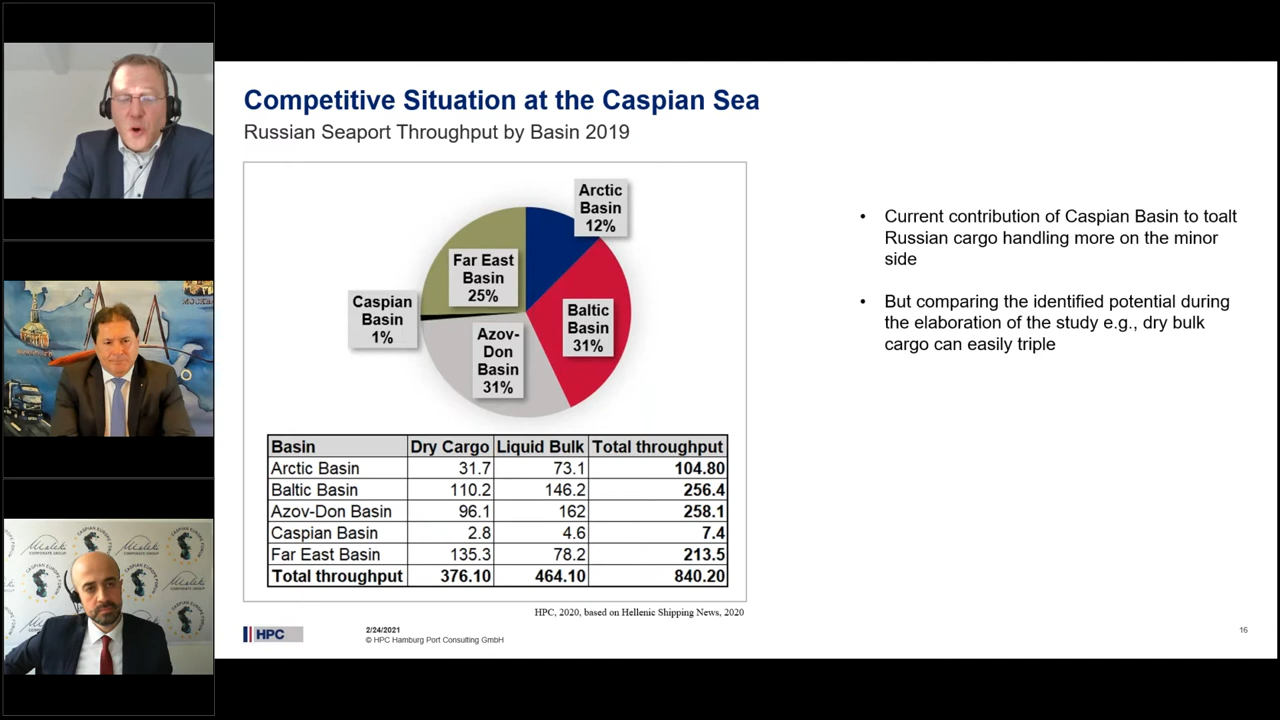 Competitive Situation at the Caspian Sea
Russian Seaport Throughput by Basin 2019
Arctic
Basin
12%
Far East
Basin
25%
Caspian
Basin
1%
Baltic
Basin
31%
Azov-
Don
Basin
31%
Basin Dry Cargo Liquid Bulk Total throughput
Arctic Basin 31.7 73.1 104.80
Baltic Basin 110.2 146.2 256.4
Azov-Don Basin 96.1 162 258.1
Caspian Basin 2.8 4.6 7.4
Far East Basin 135.3 78.2 213.5
Total throughput 376.10 464.10 840.20
HPC, 2020, based on Hellenic Shipping News, 2020
• Current contribution of Caspian Basin to toalt
Russian cargo handling more on the minor
side
• But comparing the identified potential during
the elaboration of the study e.g., dry bulk
cargo can easily triple
HPC
2/24/2021
© HPC Hamburg Port Consulting GmbH
16
МОСКВА
CASPIAN EUROPE
CORPORATE GROUP